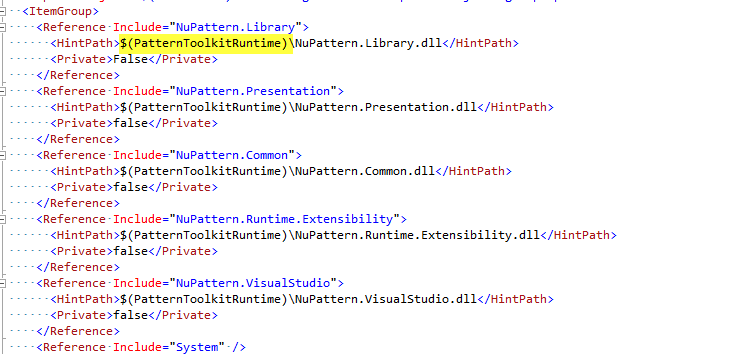 <ItemGroup>
<Reference Include="NuPattern.Library">
<HintPath>$(PatternToolkitRuntime)\NuPattern.Library.dll</HintPath>
<Private>False</Private>
</Reference>
<Reference Include="NuPattern.Presentation">
<HintPath>$(PatternToolkitRuntime)\NuPattern.Presentation.dll</HintPath>
<Private>false</Private>
</Reference>
<Reference Include="NuPattern.Common">
<HintPath>$(PatternToolkitRuntime)\NuPattern.Common.dll</HintPath>
<Private>false</Private>
</Reference>
<Reference Include="NuPattern.Runtime.Extensibility">
<HintPath>$(PatternToolkitRuntime)\NuPattern.Runtime.Extensibility.dll</HintPath>
<Private>false</Private>
</Reference>
<Reference Include="NuPattern.VisualStudio">
<HintPath>$(PatternToolkitRuntime)\NuPattern.VisualStudio.dll</HintPath>
<Private>false</Private>
</Reference>
<Reference Include="System" />